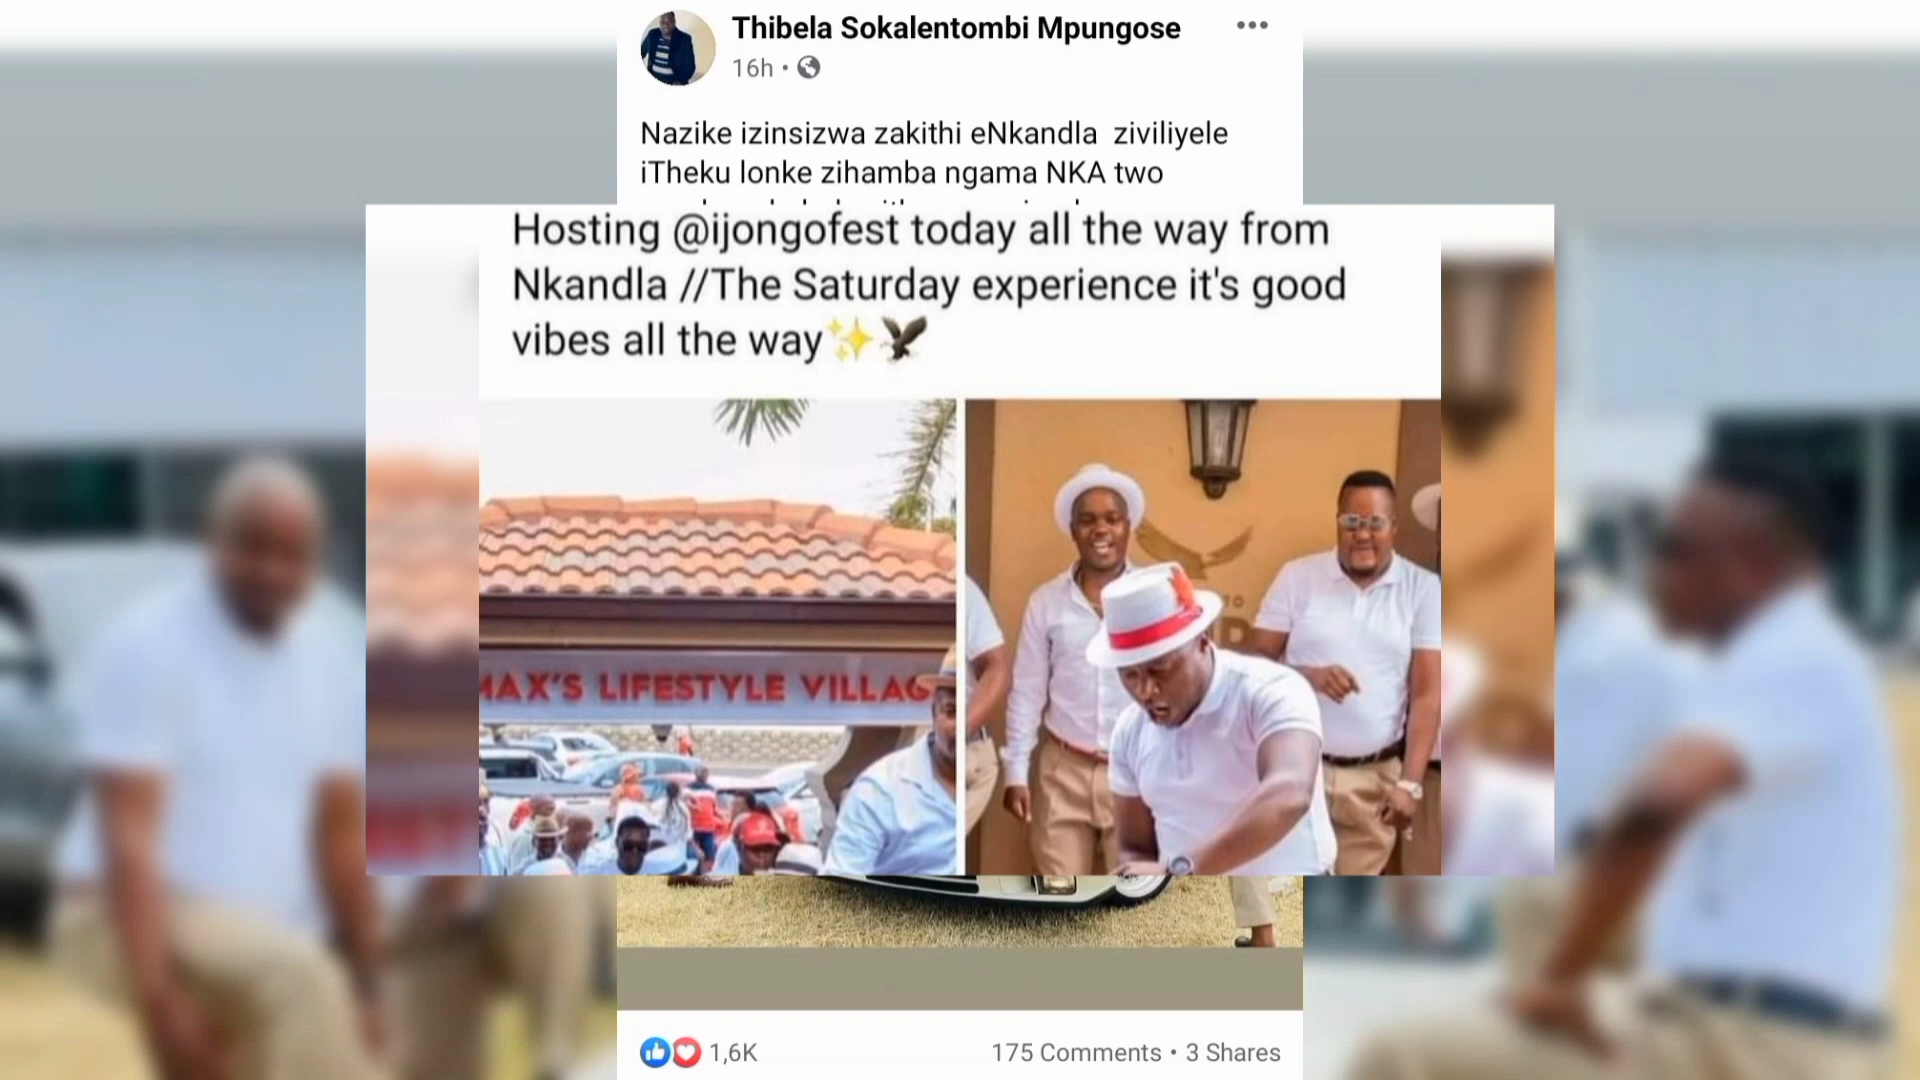 Thibela Sokalentombi Mpungose
16h •
Nazike izinsizwa zakithi eNkandla ziviliyele
iTheku lonke zihamba ngama NKA two
Hosting @ijongofest today all the way from
Nkandla //The Saturday experience it's good
vibes all the way✨🦅
MAX'S LIFESTYLE VILLAG
TO
1,6K
175 Comments • 3 Shares